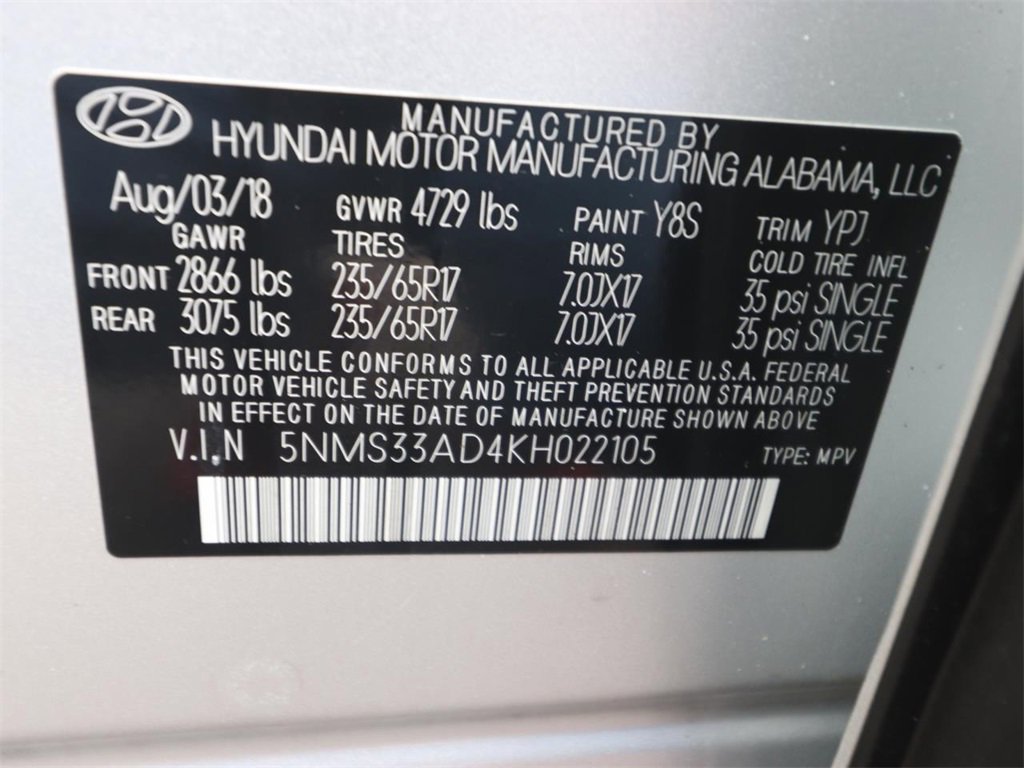 MANUFACTURED BY
HYUNDAI MOTOR MANUFACTURING ALABAMA, LLC
Aug/03/18 GVWR 4729 lbs PAINT Y8S TRIM YPJ
GAWR TIRES RIMS COLD TIRE INFL
FRONT 2866 lbs 235/65R17 7.0JX17 35 psi SINGLE
REAR 3075 lbs 235/65R17 7.0JX17 35 psi SINGLE
THIS VEHICLE CONFORMS TO ALL APPLICABLE U.S.A. FEDERAL
MOTOR VEHICLE SAFETY AND THEFT PREVENTION STANDARDS
IN EFFECT ON THE DATE OF MANUFACTURE SHOWN ABOVE
V.I.N 5NMS33AD4KH022105 TYPE: MPV